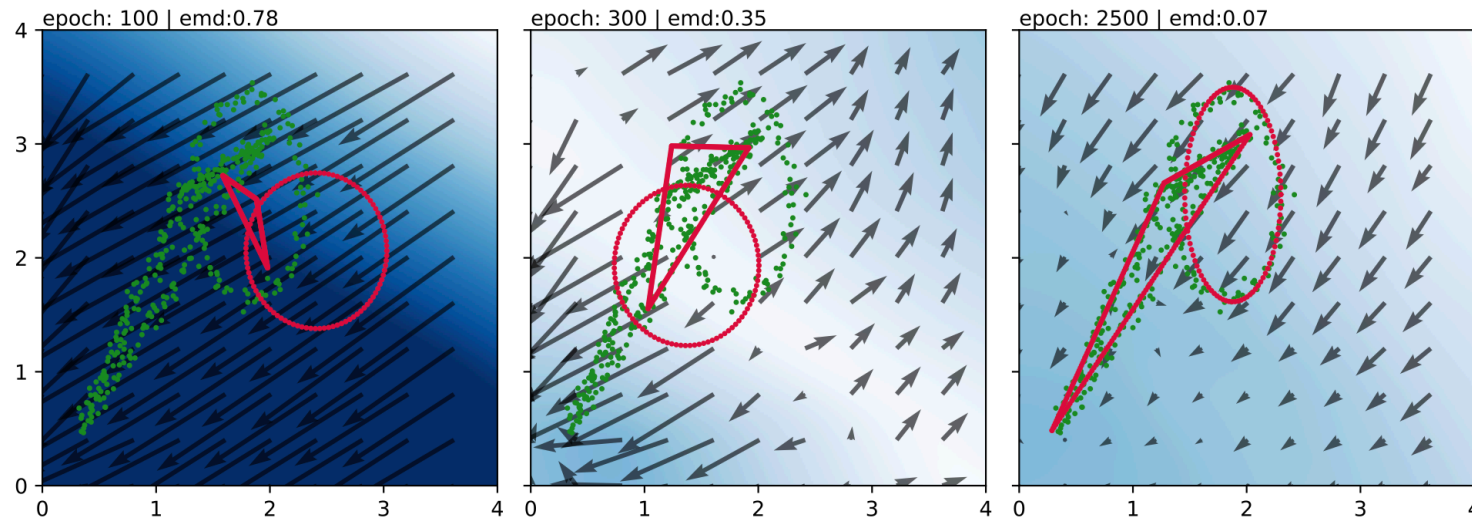 epoch: 100 | emd:0.78
epoch: 300 | emd:0.35
epoch: 2500 | emd:0.07
4
3
2
1
0
0 1 2 3 4
0 1 2 3 4
0 1 2 3 4